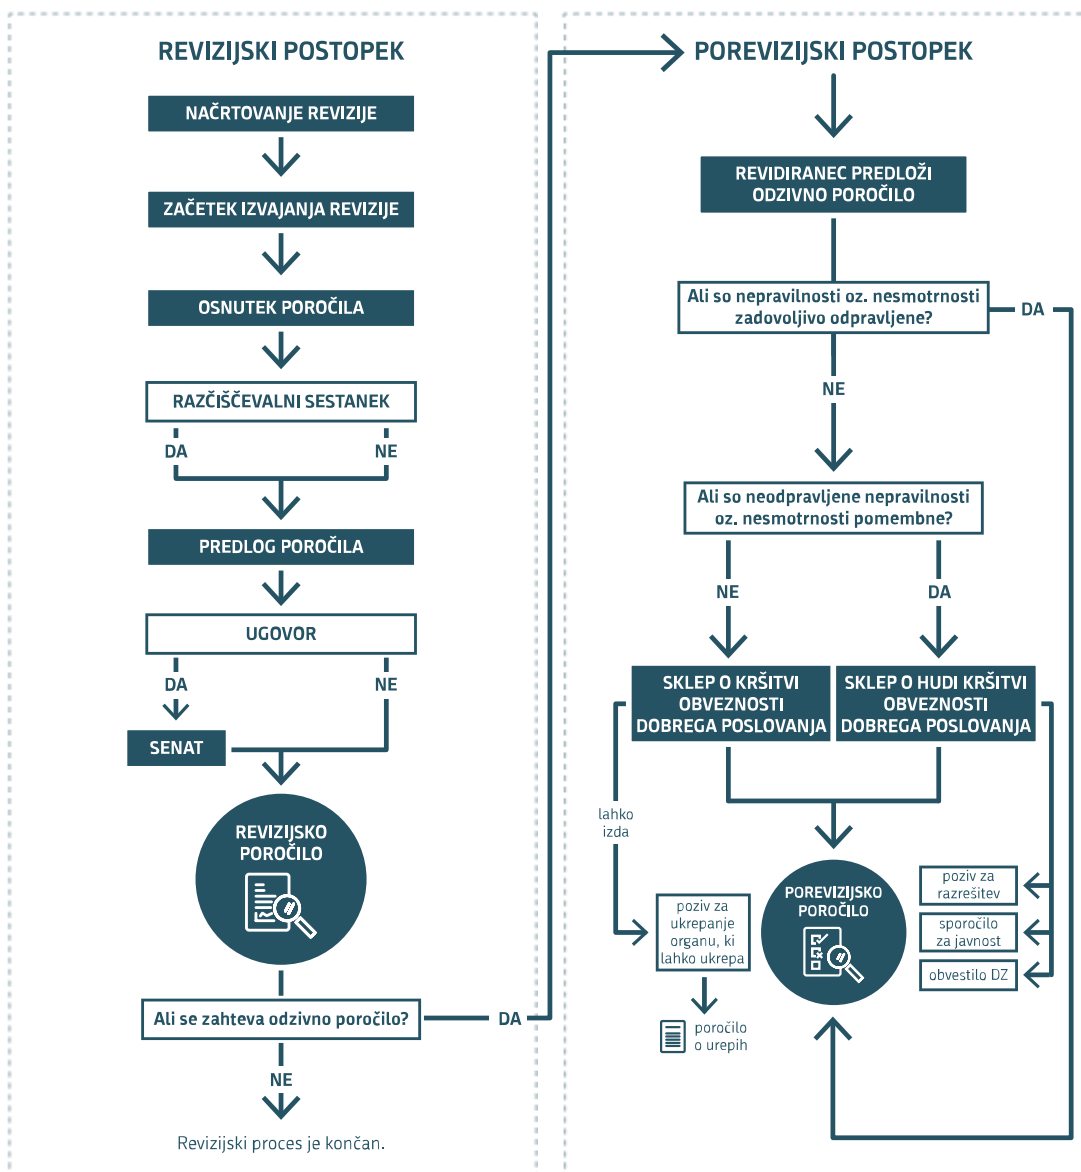 REVIZIJSKI POSTOPEK
NAČRTOVANJE REVIZIJE
ZAČETEK IZVAJANJA REVIZIJE
OSNUTEK POROČILA
RAZČIŠČEVALNI SESTANEK
DA
NE
PREDLOG POROČILA
UGOVOR
DA
NE
SENAT
REVIZIJSKO
POROČILO
Ali se zahteva odzivno poročilo?
DA
NE
Revizijski proces je končan.
POREVIZIJSKI POSTOPEK
REVIDIRANEC PREDLOŽI
ODZIVNO POROČILO
Ali so nepravilnosti oz. nesmotrnosti
zadovoljivo odpravljene?
DA
NE
Ali so neodpravljene nepravilnosti
oz. nesmotrnosti pomembne?
NE
DA
SKLEP O KRŠITVI
OBVEZNOSTI
DOBREGA POSLOVANJA
SKLEP O HUDI KRŠITVI
OBVEZNOSTI
DOBREGA POSLOVANJA
lahko
izda
poziv za
ukrepanje
organu, ki
lahko ukrepa
poročilo
o urepih
POREVIZIJSKO
POROČILO
poziv za
razrešitev
sporočilo
za javnost
obvestilo DZ